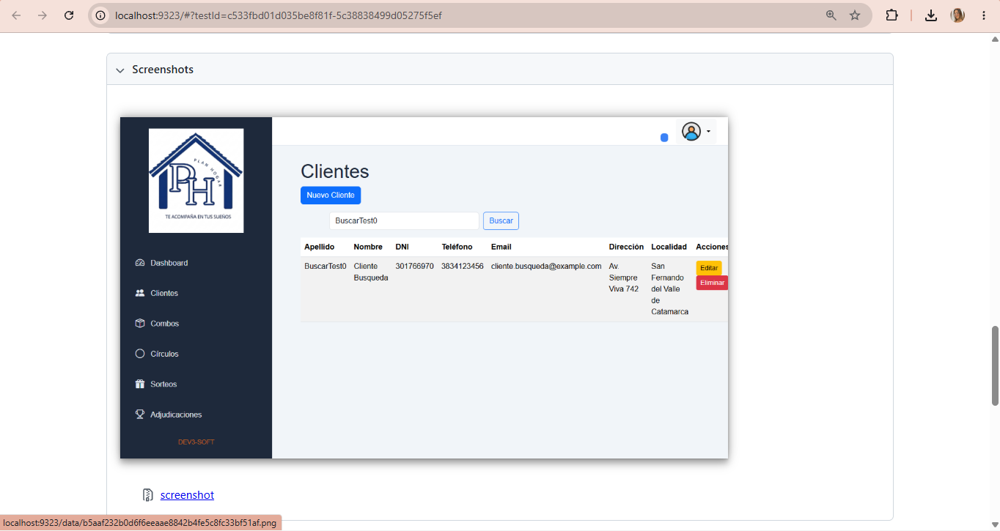 localhost:9323/#?testId=c533fbd01d035be8f81f-5c38838499d05275f5ef
Screenshots
PLAN HOGAR
PH
TE ACOMPAÑA EN TUS SUEÑOS
Dashboard
Clientes
Combos
Círculos
Sorteos
Adjudicaciones
DEV3-SOFT
Clientes
Nuevo Cliente
BuscarTest0 Buscar
Apellido Nombre DNI Teléfono Email Dirección Localidad Acciones
BuscarTest0 Cliente 301766970 3834123456 cliente.busqueda@example.com Av. San Editar
Busqueda Siempre Fernando Eliminar
Viva 742 del Valle
de
Catamarca
screenshot
localhost:9323/data/b5aaf232b0d6f6eeaae8842b4fe5c8fc33bf51af.png